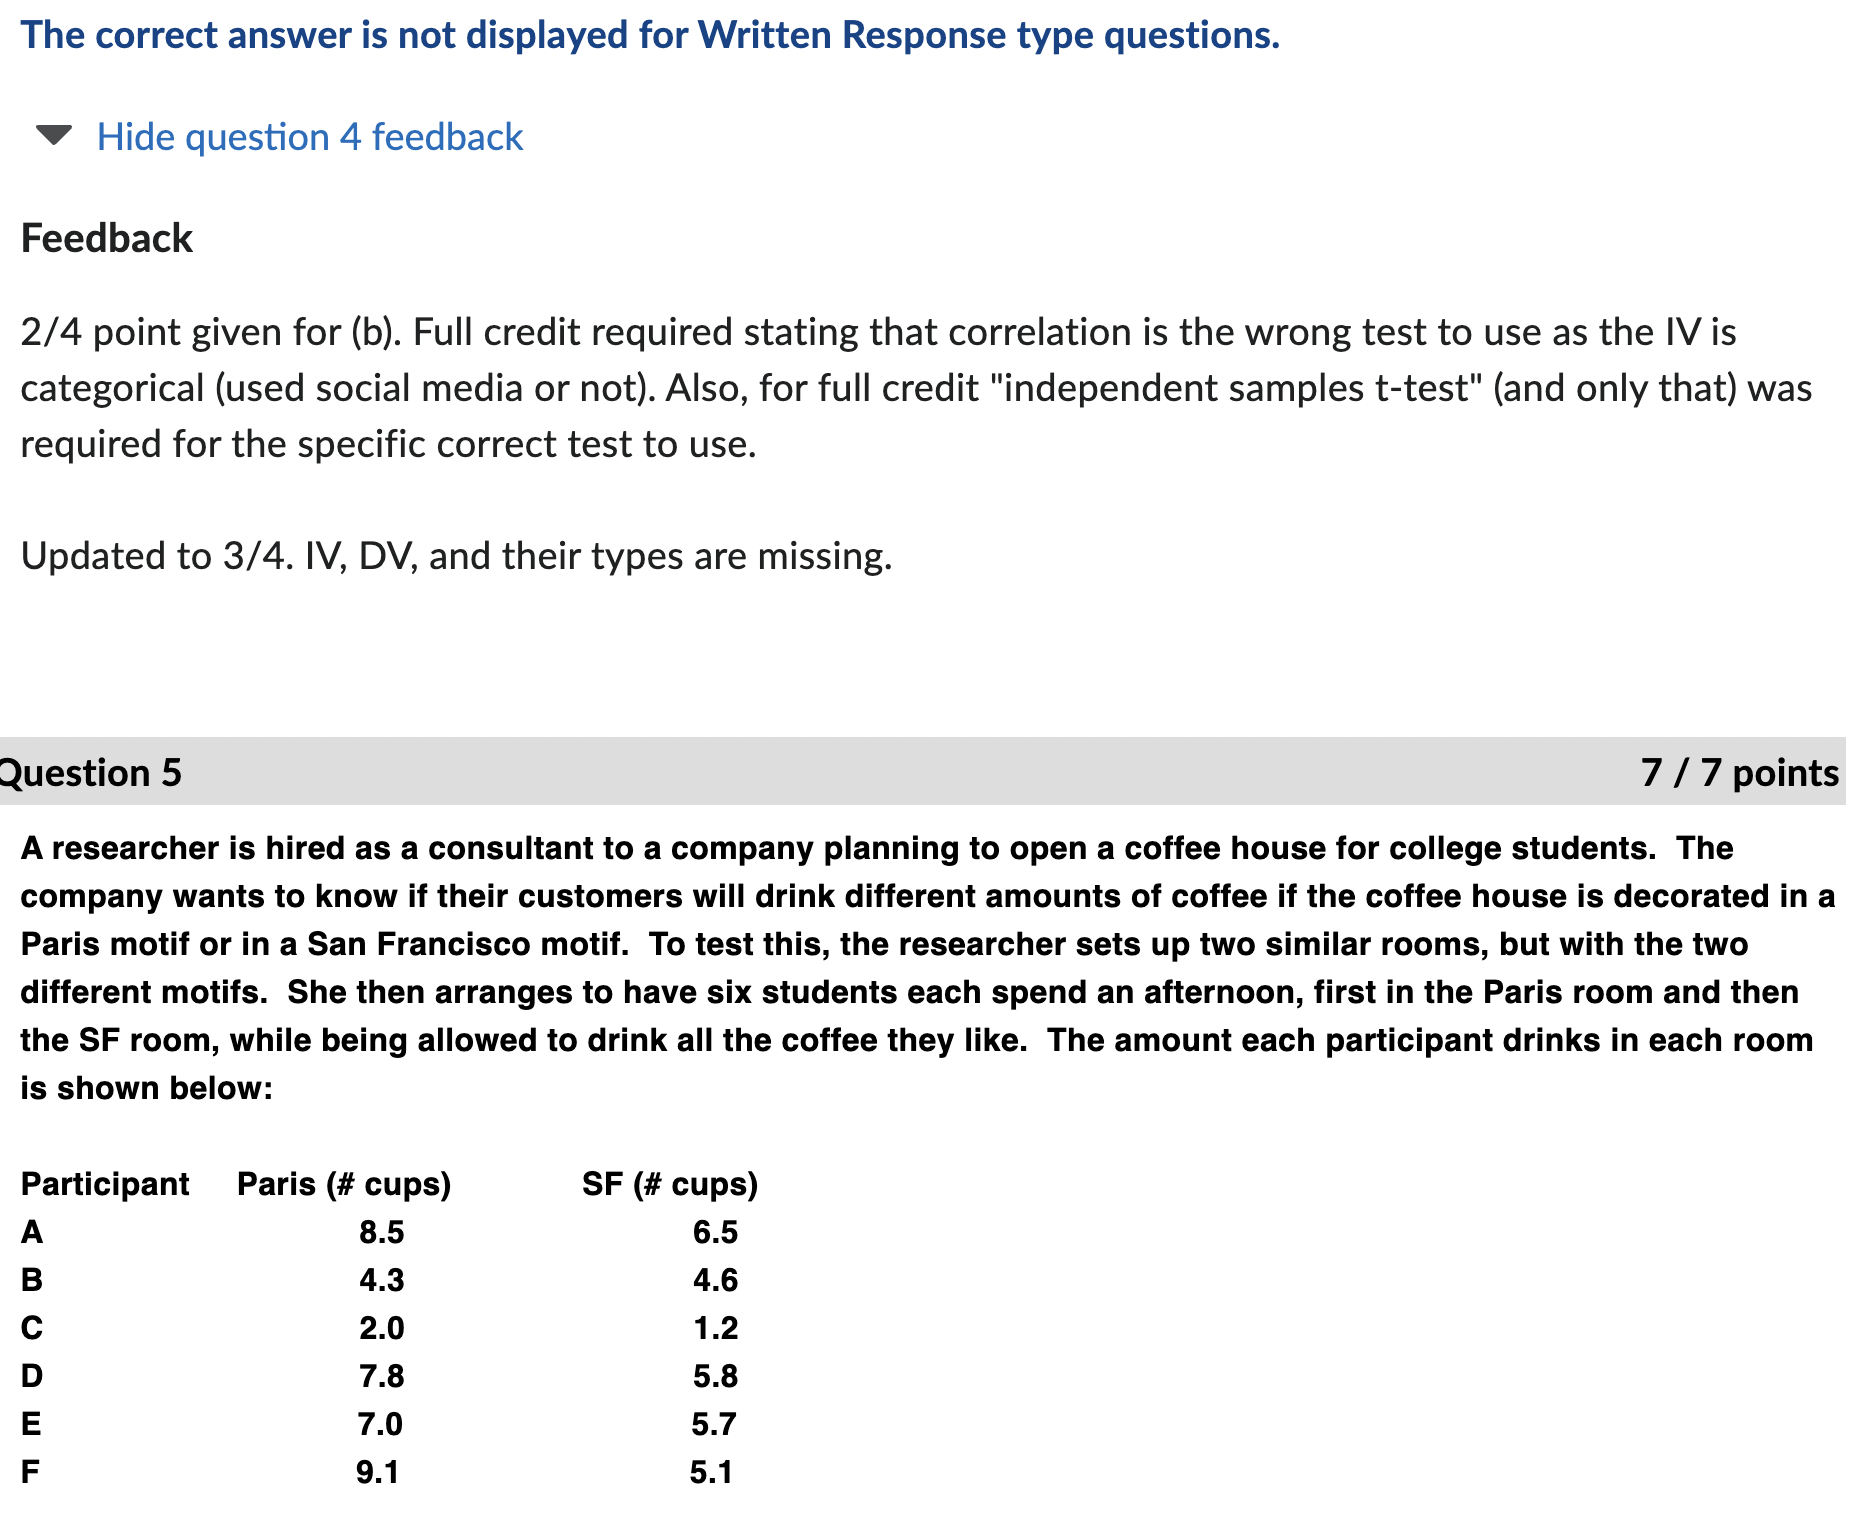 The correct answer is not displayed for Written Response type questions.
Hide question 4 feedback
Feedback
2/4 point given for (b). Full credit required stating that correlation is the wrong test to use as the IV is
categorical (used social media or not). Also, for full credit "independent samples t-test" (and only that) was
required for the specific correct test to use.
Updated to 3/4. IV, DV, and their types are missing.
Question 5 7 / 7 points
A researcher is hired as a consultant to a company planning to open a coffee house for college students. The
company wants to know if their customers will drink different amounts of coffee if the coffee house is decorated in a
Paris motif or in a San Francisco motif. To test this, the researcher sets up two similar rooms, but with the two
different motifs. She then arranges to have six students each spend an afternoon, first in the Paris room and then
the SF room, while being allowed to drink all the coffee they like. The amount each participant drinks in each room
is shown below:
Participant Paris (# cups) SF (# cups)
A 8.5 6.5
B 4.3 4.6
C 2.0 1.2
D 7.8 5.8
E 7.0 5.7
F 9.1 5.1